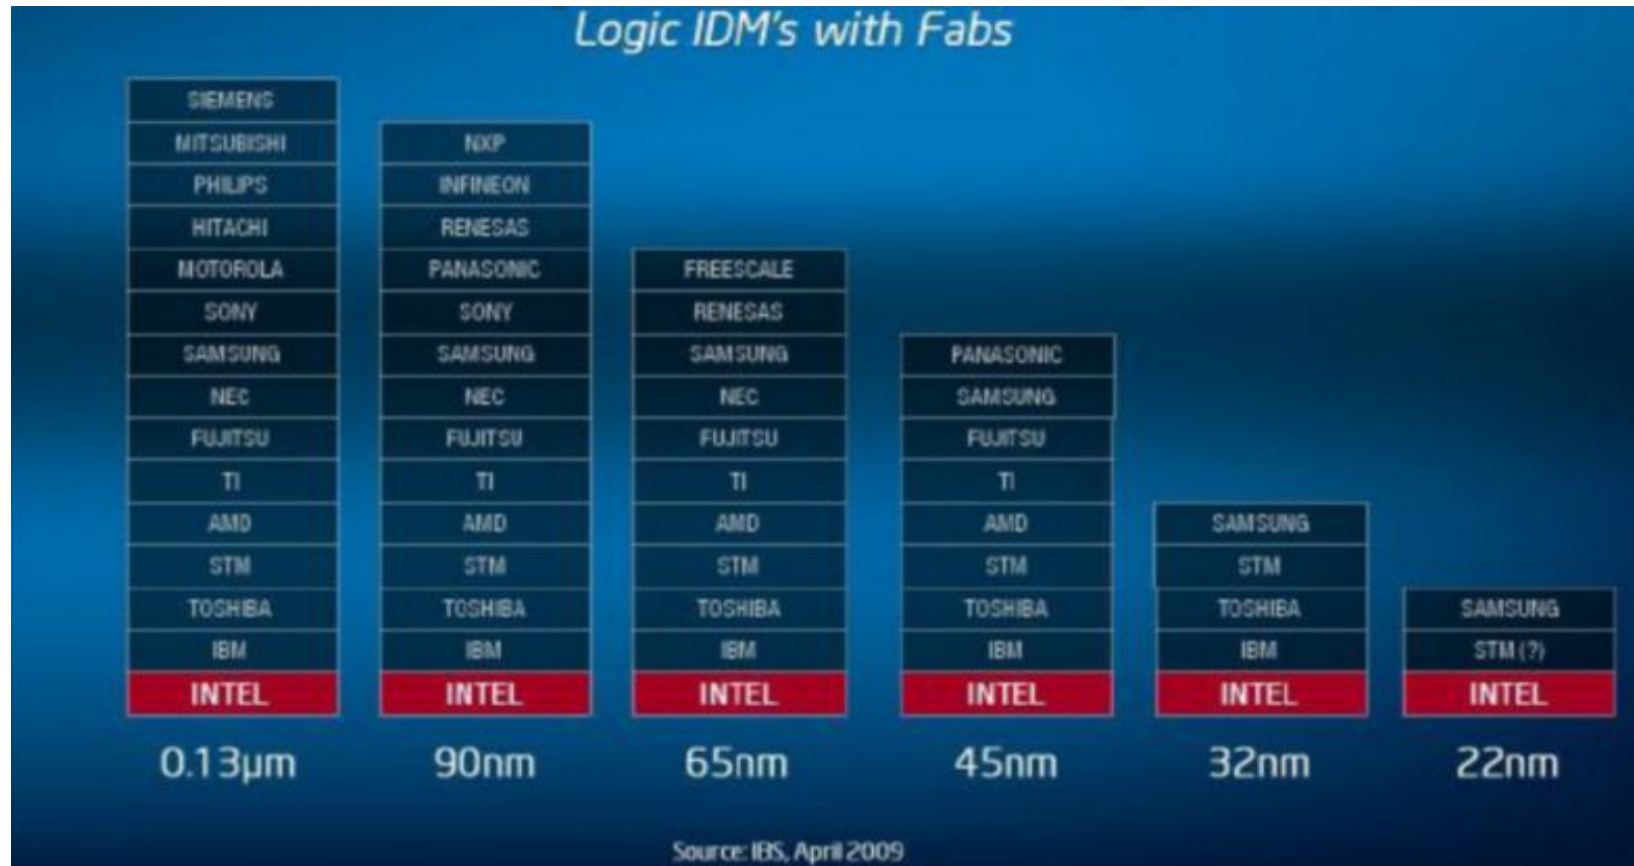 Logic IDM's with Fabs
SIEMENS
MITSUBISHI
PHILIPS
HITACHI
MOTOROLA
SONY
SAMSUNG
NEC
FUJITSU
TI
AMD
STM
TOSHIBA
IBM
INTEL
0.13µm
NXP
INFINEON
RENESAS
PANASONIC
SONY
SAMSUNG
NEC
FUJITSU
TI
AMD
STM
TOSHIBA
IBM
INTEL
90nm
FREESCALE
RENESAS
SAMSUNG
NEC
FUJITSU
TI
AMD
STM
TOSHIBA
IBM
INTEL
65nm
PANASONIC
SAMSUNG
FUJITSU
TI
AMD
STM
TOSHIBA
IBM
INTEL
45nm
SAMSUNG
STM
TOSHIBA
IBM
INTEL
32nm
SAMSUNG
STM (?)
INTEL
22nm
Source: IBS, April 2009